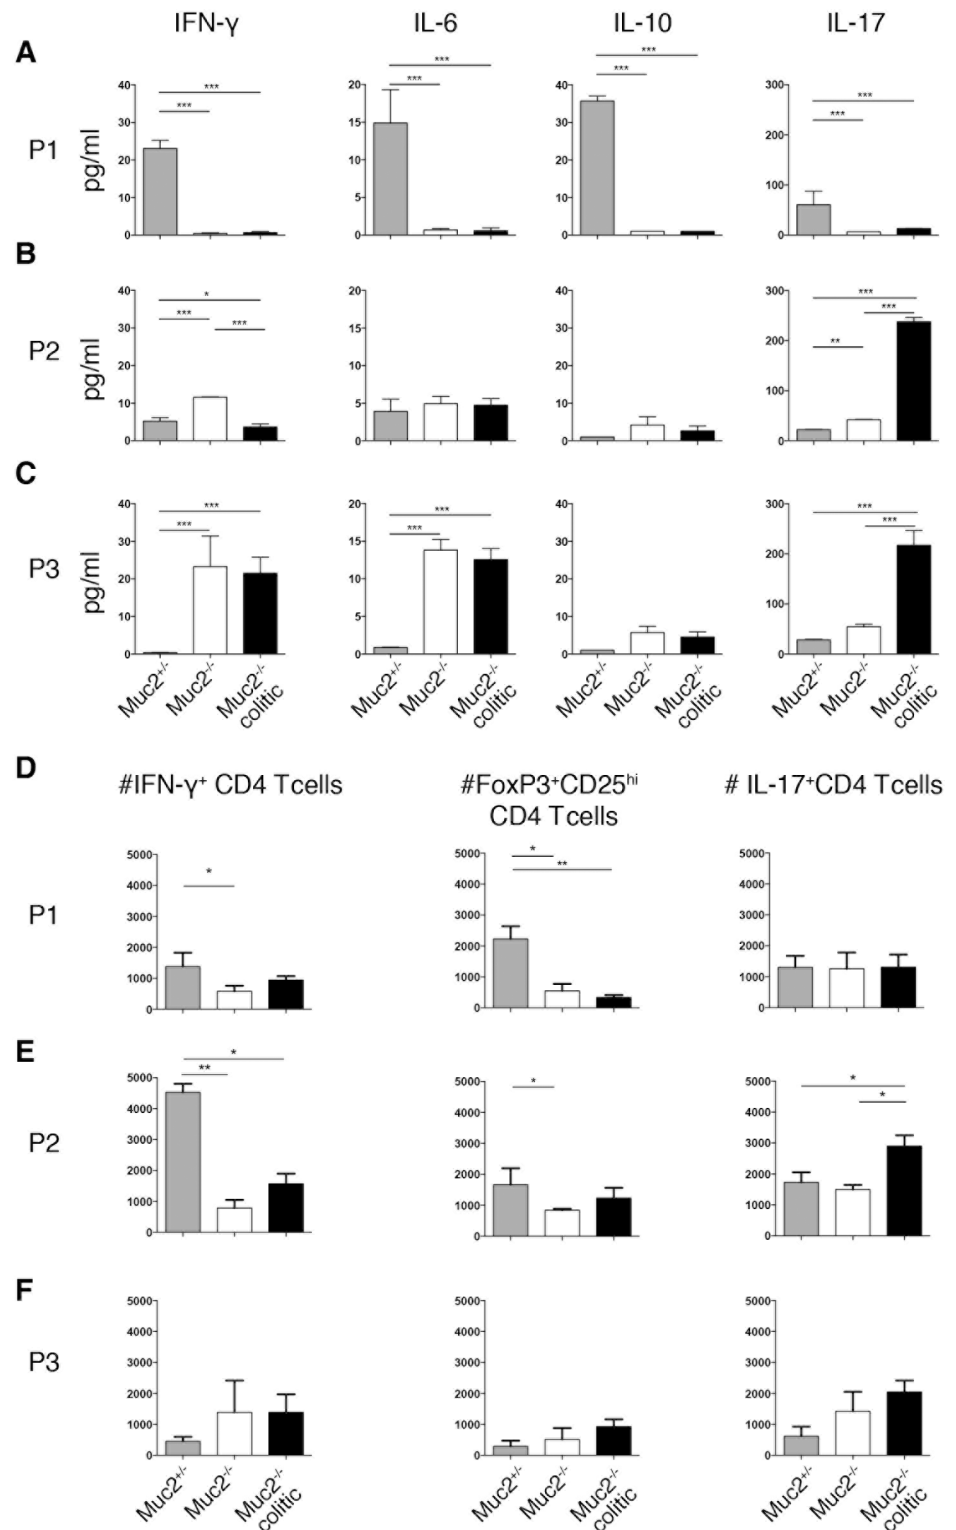 IFN-γ IL-6 IL-10 IL-17
A
*** *** *** ***
*** *** *** ***
P1
pg/ml
40 30 20 10 0
20 15 10 5 0
40 30 20 10 0
300 200 100 0
B
* *** ***
*** *** ***
**
P2
pg/ml
40 30 20 10 0
20 15 10 5 0
40 30 20 10 0
300 200 100 0
C
*** *** ***
*** *** ***
P3
pg/ml
40 30 20 10 0
20 15 10 5 0
40 30 20 10 0
300 200 100 0
Muc2+/- Muc2-/- Muc2-/- colitic
Muc2+/- Muc2-/- Muc2-/- colitic
Muc2+/- Muc2-/- Muc2-/- colitic
Muc2+/- Muc2-/- Muc2-/- colitic
D
#IFN-γ+ CD4 Tcells
#FoxP3+CD25hi
CD4 Tcells
# IL-17+CD4 Tcells
P1
* * **
5000 4000 3000 2000 1000 0
5000 4000 3000 2000 1000 0
5000 4000 3000 2000 1000 0
E
* ** * * *
P2
5000 4000 3000 2000 1000 0
5000 4000 3000 2000 1000 0
5000 4000 3000 2000 1000 0
F
P3
5000 4000 3000 2000 1000 0
5000 4000 3000 2000 1000 0
5000 4000 3000 2000 1000 0
Muc2+/- Muc2-/- Muc2-/- colitic
Muc2+/- Muc2-/- Muc2-/- colitic
Muc2+/- Muc2-/- Muc2-/- colitic